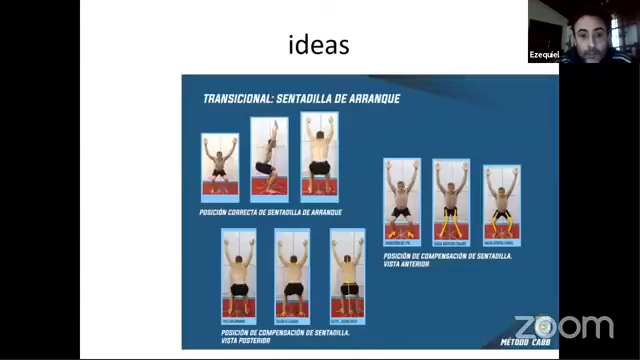 ideas
Ezequiel
TRANSICIONAL: SENTADILLA DE ARRANQUE
POSICIÓN CORRECTA DE SENTADILLA DE ARRANQUE
POSICIÓN DE COMPENSACIÓN DE SENTADILLA.
VISTA ANTERIOR
POSICIÓN DE COMPENSACIÓN DE SENTADILLA.
VISTA POSTERIOR
zoom
MÉTODO CABB